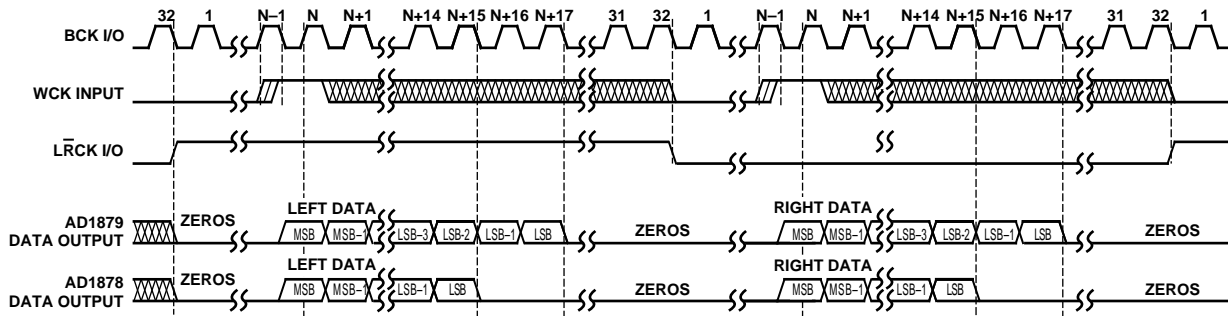 32 1 N–1 N N+1 N+14 N+15 N+16 N+17 31 32 1 N–1 N N+1 N+14 N+15 N+16 N+17 31 32 1
BCK I/O
WCK INPUT
LR̅CK I/O
AD1879
DATA OUTPUT
ZEROS
LEFT DATA
MSB MSB–1 LSB–3 LSB-2 LSB–1 LSB
ZEROS
RIGHT DATA
MSB MSB–1 LSB–3 LSB–2 LSB–1 LSB
ZEROS
AD1878
DATA OUTPUT
ZEROS
LEFT DATA
MSB MSB–1 LSB–1 LSB
ZEROS
RIGHT DATA
MSB MSB–1 LSB–1 LSB
ZEROS